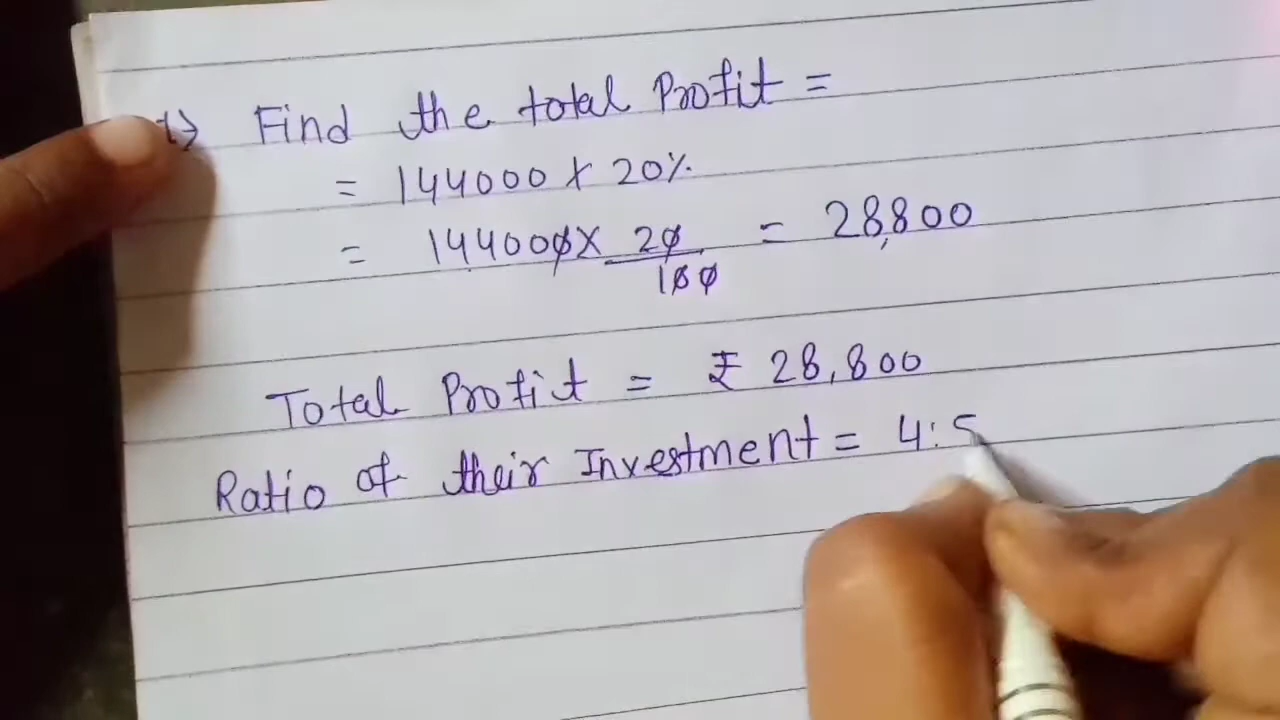 1) Find the total Profit =
= 144000 x 20%
= 144000 x 20/100 = 28,800
Total Profit = ₹ 28,800
Ratio of their Investment = 4:5